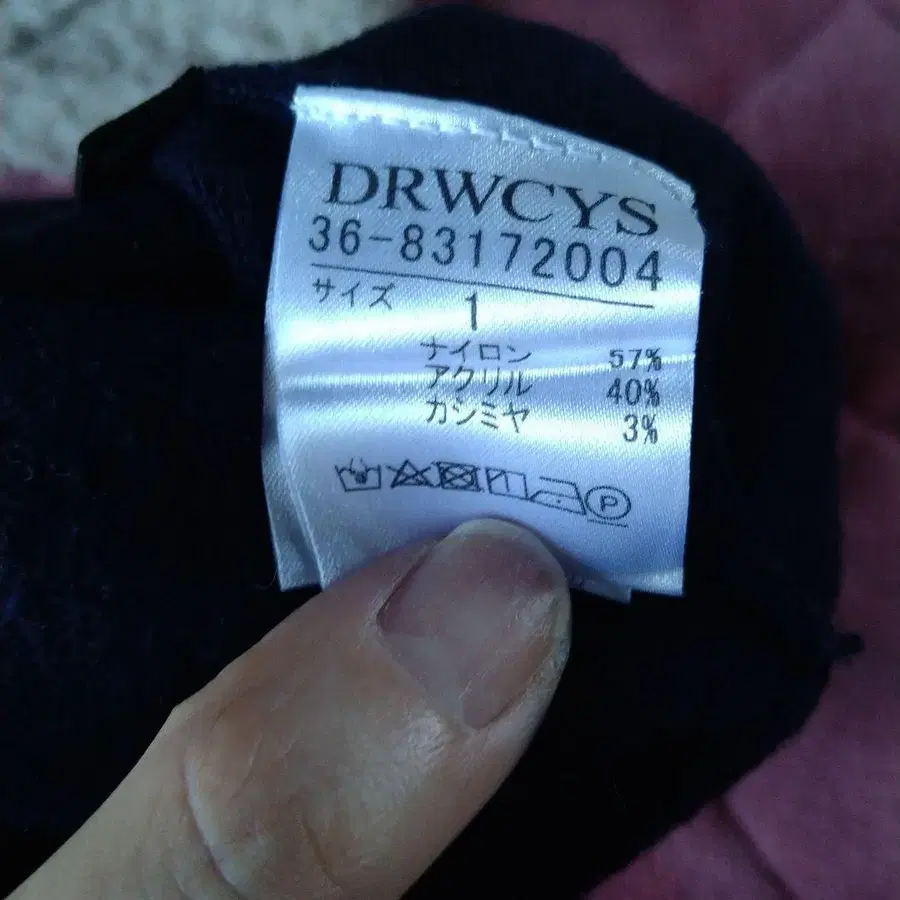 DRWCYS
36-83172004
サイズ 1
ナイロン 57%
アクリル 40%
カシミヤ 3%
P